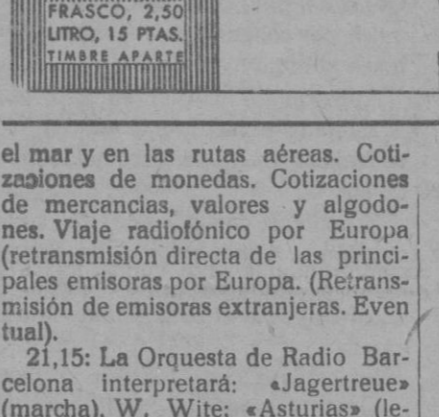 FRASCO, 2,50
LITRO, 15 PTAS.
TIMBRE APARTE
el mar y en las rutas aéreas. Coti-
zasiones de monedas. Cotizaciones
de mercancias, valores y algodo-
nes. Viaje radiofónico por Europa
(retransmisión directa de las princi-
pales emisoras por Europa. (Retrans-
misión de emisoras extranjeras. Even
tual).
21,15: La Orquesta de Radio Bar-
celona interpretará: «Jagertreue»
(marcha), W. Wite; «Asturias» (le-